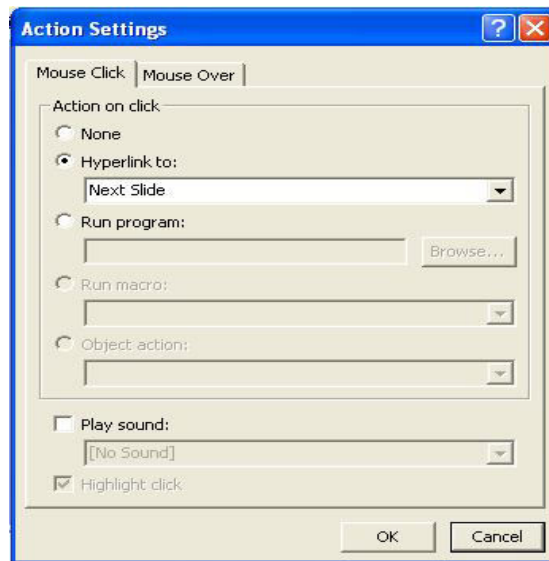 Action Settings
Mouse Click Mouse Over
Action on click
None
Hyperlink to:
Next Slide
Run program:
Browse...
Run macro:
Object action:
Play sound:
[No Sound]
Highlight click
OK Cancel